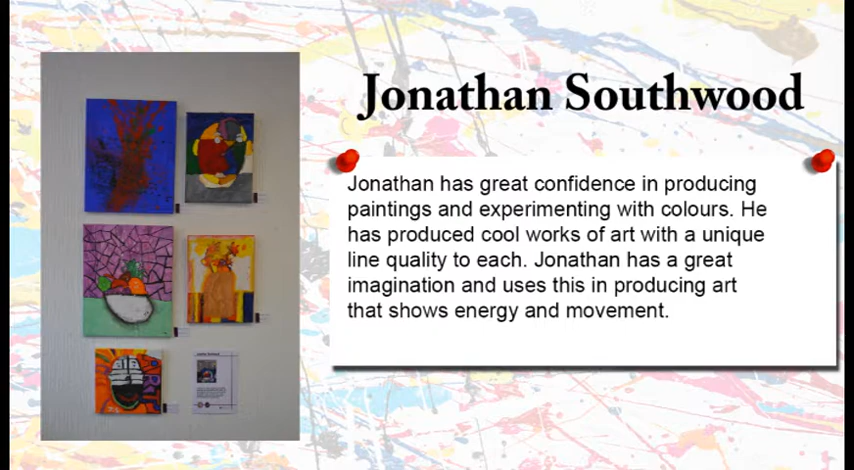 Jonathan Southwood
Jonathan has great confidence in producing
paintings and experimenting with colours. He
has produced cool works of art with a unique
line quality to each. Jonathan has a great
imagination and uses this in producing art
that shows energy and movement.